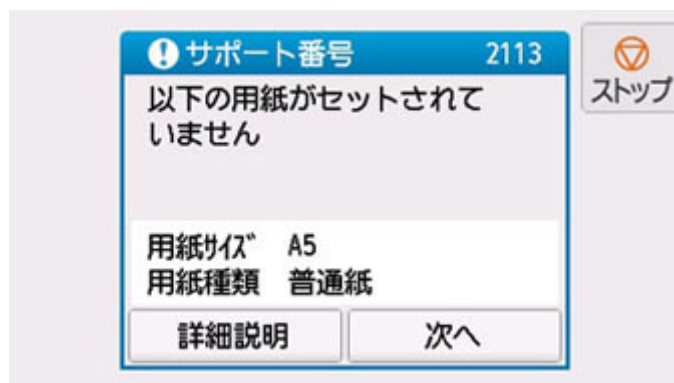 サポート番号 2113
ストップ
以下の用紙がセットされて
いません
用紙サイズ A5
用紙種類 普通紙
詳細説明 次へ